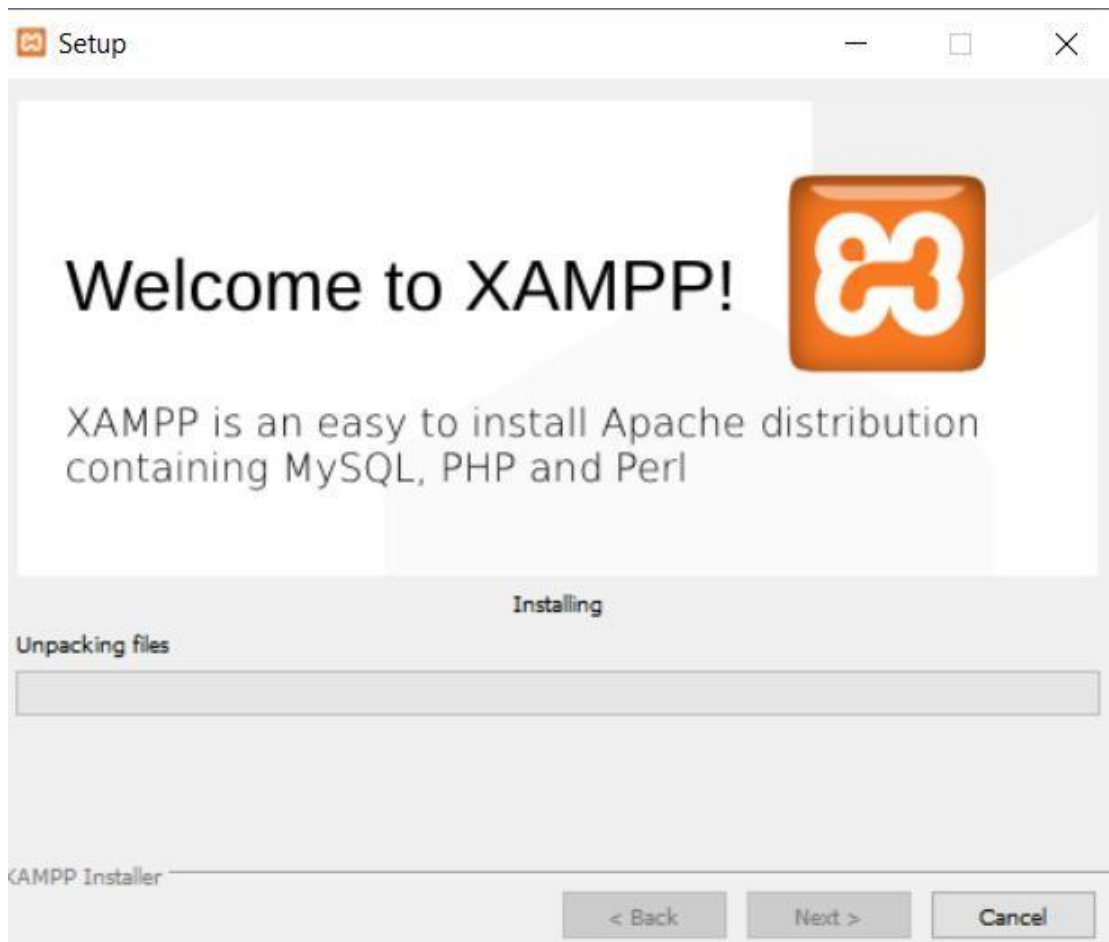 Setup
Welcome to XAMPP!
XAMPP is an easy to install Apache distribution
containing MySQL, PHP and Perl
Installing
Unpacking files
XAMPP Installer
< Back
Next >
Cancel